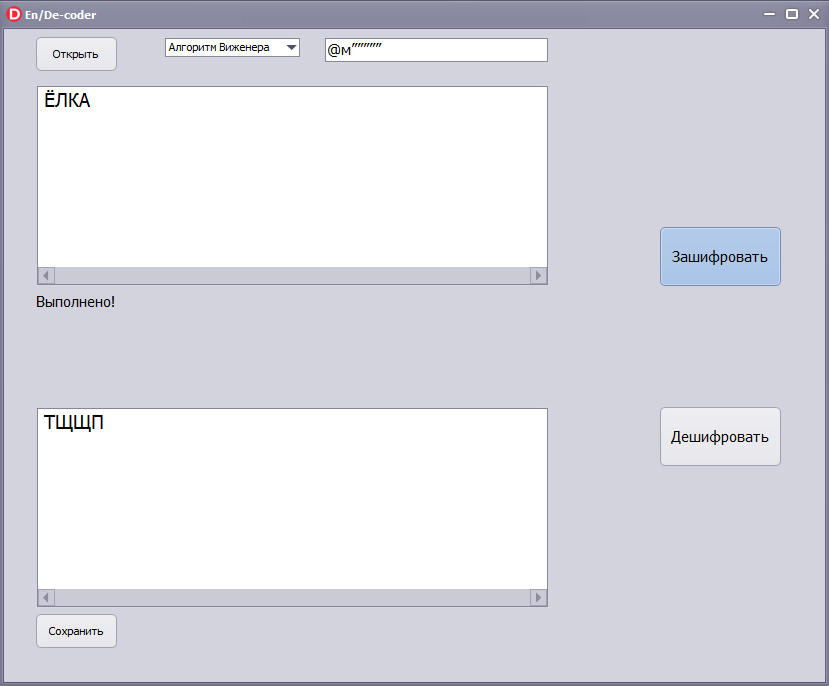 D En/De-coder
Открыть
Алгоритм Виженера
@м"""""
ЁЛКА
Зашифровать
Выполнено!
ТЩЩП
Дешифровать
Сохранить